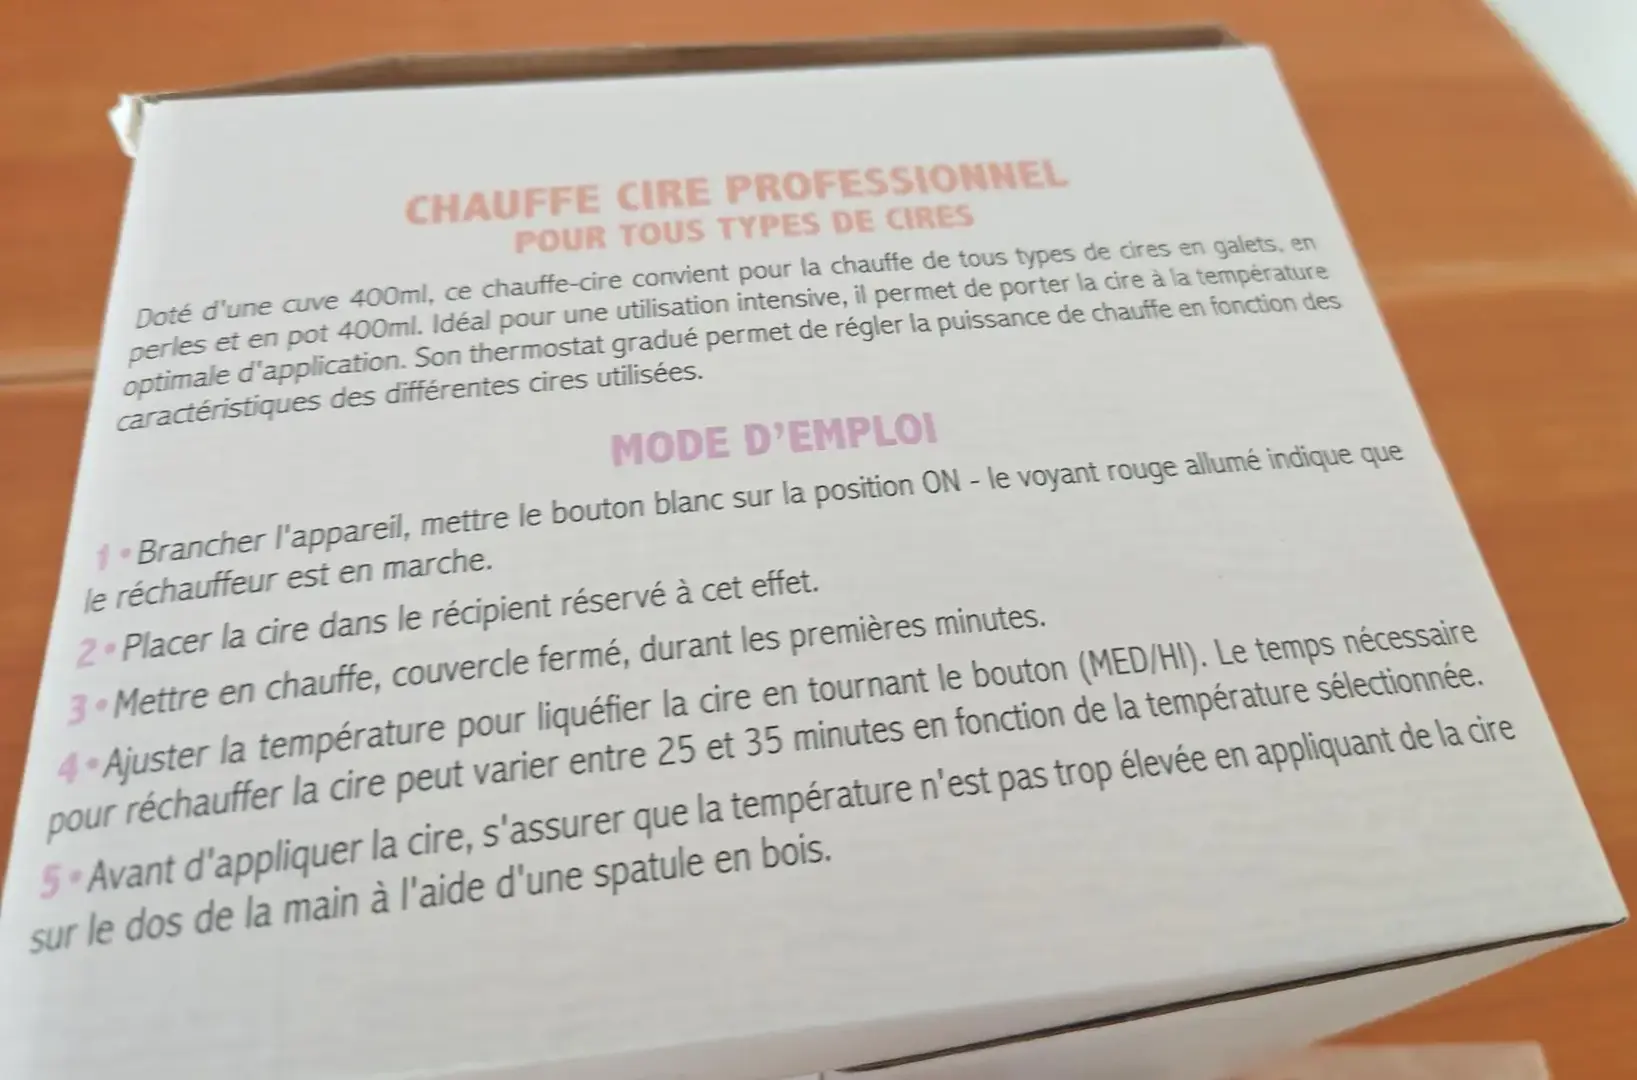 CHAUFFE CIRE PROFESSIONNEL
POUR TOUS TYPES DE CIRES
Doté d'une cuve 400ml, ce chauffe-cire convient pour la chauffe de tous types de cires en galets, en
perles et en pot 400ml. Idéal pour une utilisation intensive, il permet de porter la cire à la température
optimale d'application. Son thermostat gradué permet de régler la puissance de chauffe en fonction des
caractéristiques des différentes cires utilisées.
MODE D'EMPLOI
1 • Brancher l'appareil, mettre le bouton blanc sur la position ON - le voyant rouge allumé indique que
le réchauffeur est en marche.
2 • Placer la cire dans le récipient réservé à cet effet.
3 • Mettre en chauffe, couvercle fermé, durant les premières minutes.
4 • Ajuster la température pour liquéfier la cire en tournant le bouton (MED/HI). Le temps nécessaire
pour réchauffer la cire peut varier entre 25 et 35 minutes en fonction de la température sélectionnée.
5 • Avant d'appliquer la cire, s'assurer que la température n'est pas trop élevée en appliquant de la cire
sur le dos de la main à l'aide d'une spatule en bois.